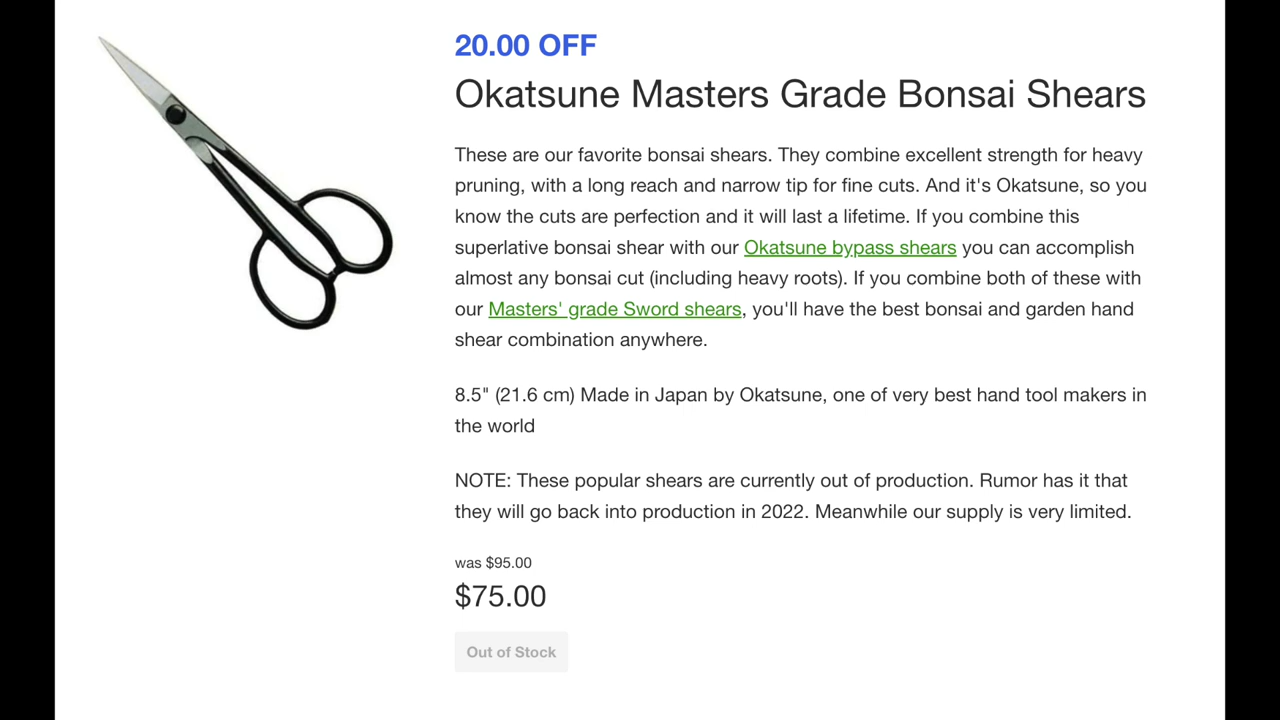 20.00 OFF
Okatsune Masters Grade Bonsai Shears
These are our favorite bonsai shears. They combine excellent strength for heavy
pruning, with a long reach and narrow tip for fine cuts. And it's Okatsune, so you
know the cuts are perfection and it will last a lifetime. If you combine this
superlative bonsai shear with our Okatsune bypass shears you can accomplish
almost any bonsai cut (including heavy roots). If you combine both of these with
our Masters' grade Sword shears, you'll have the best bonsai and garden hand
shear combination anywhere.
8.5" (21.6 cm) Made in Japan by Okatsune, one of very best hand tool makers in
the world
NOTE: These popular shears are currently out of production. Rumor has it that
they will go back into production in 2022. Meanwhile our supply is very limited.
was $95.00
$75.00
Out of Stock